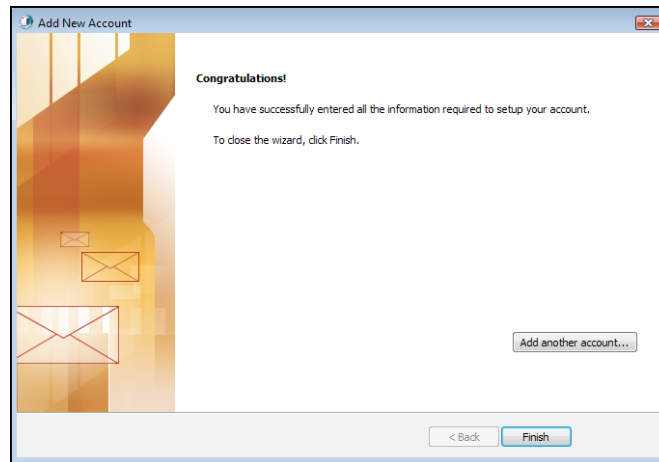 Add New Account
Congratulations!
You have successfully entered all the information required to setup your account.
To close the wizard, click Finish.
Add another account...
< Back
Finish